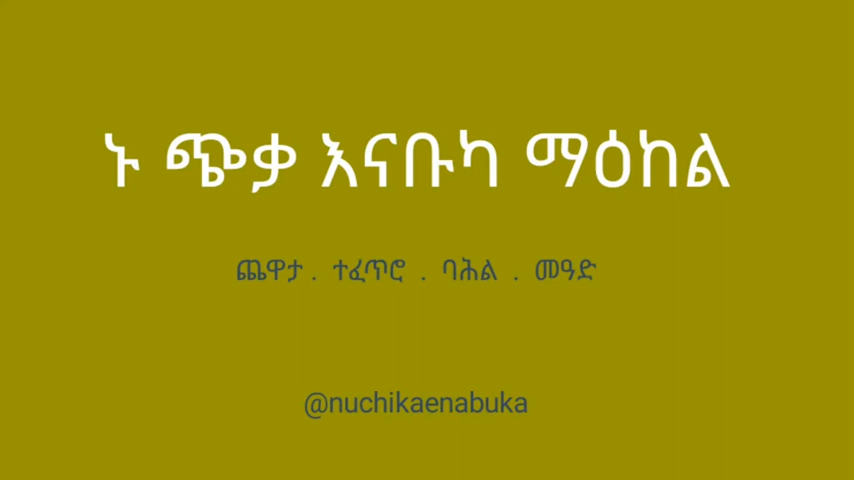 ኑ ጭቃ እናቡካ ማዕከል
ጨዋታ . ተፈጥሮ . ባሕል . መዓድ
@nuchikaenabuka